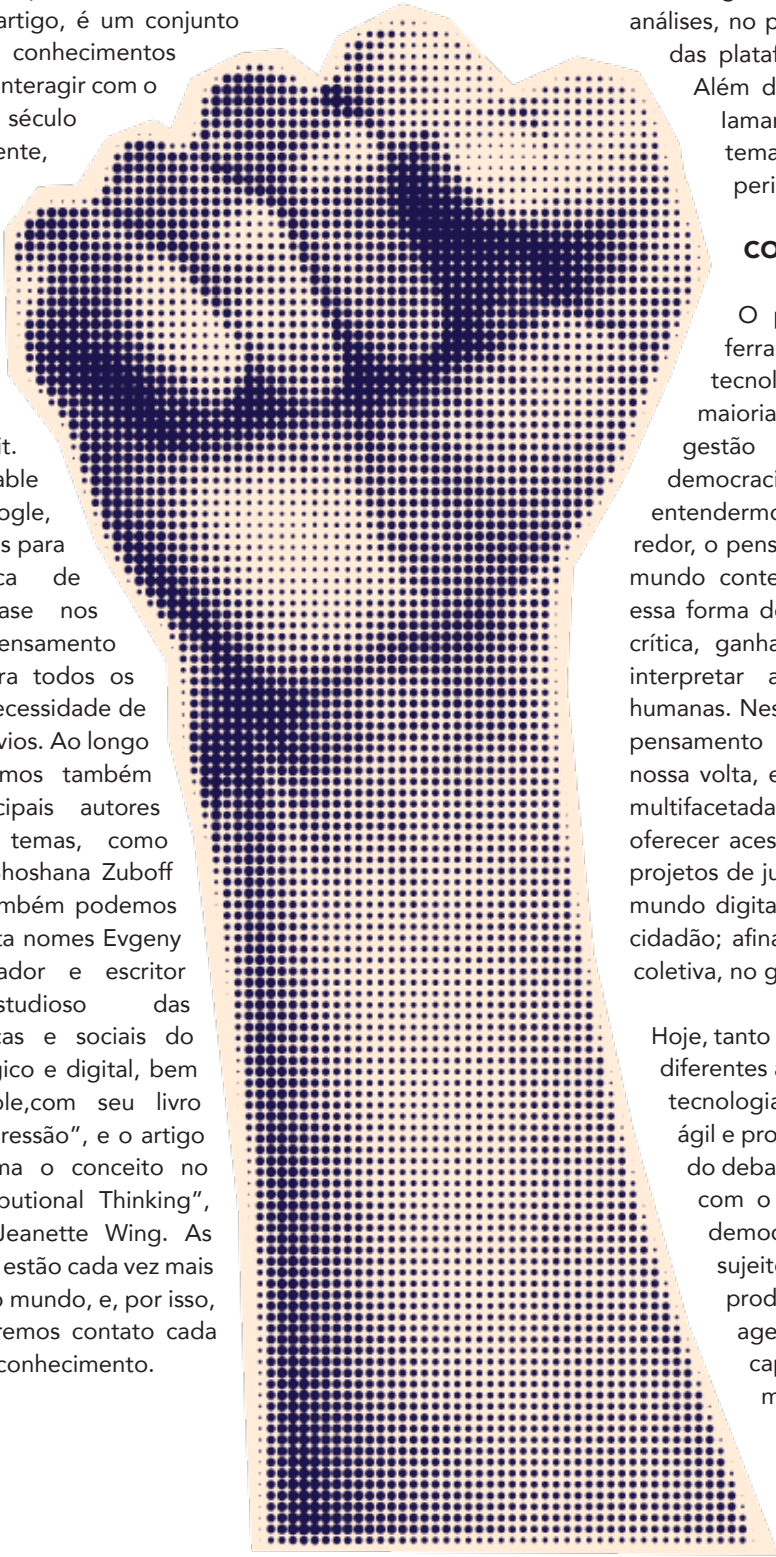 artigo, é um conjunto
conhecimentos
nteragir com o
século
ente,
it.
able
ogle,
s para
ca de
ase nos
ensamento
ra todos os
ecessidade de
vios. Ao longo
mos também
cipais autores
temas, como
hoshana Zuboff
mbém podemos
ta nomes Evgeny
ador e escritor
studioso das
as e sociais do
gico e digital, bem
ble,com seu livro
ressão”, e o artigo
ma o conceito no
putional Thinking”,
Jeanette Wing. As
estão cada vez mais
o mundo, e, por isso,
remos contato cada
conhecimento.
análises, no p
das plataf
Além d
lamar
tema
peri
CO
O p
ferra
tecnol
maioria
gestão
democraci
entendermo
redor, o pens
mundo conte
essa forma de
crítica, ganha
interpretar a
humanas. Nes
pensamento
nossa volta, e
multifacetada
oferecer aces
projetos de ju
mundo digita
cidadão; afina
coletiva, no g
Hoje, tanto
diferentes a
tecnologia
ágil e pro
do deba
com o
democ
sujeit
prod
age
cap
m